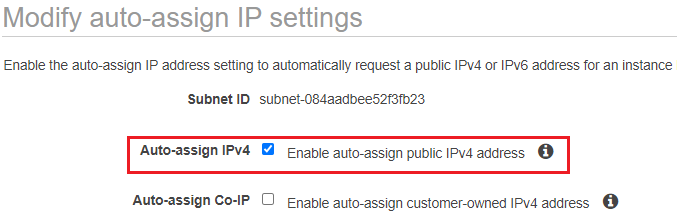 Modify auto-assign IP settings
Enable the auto-assign IP address setting to automatically request a public IPv4 or IPv6 address for an instance
Subnet ID subnet-084aadbee52f3fb23
Auto-assign IPv4 Enable auto-assign public IPv4 address
Auto-assign Co-IP Enable auto-assign customer-owned IPv4 address